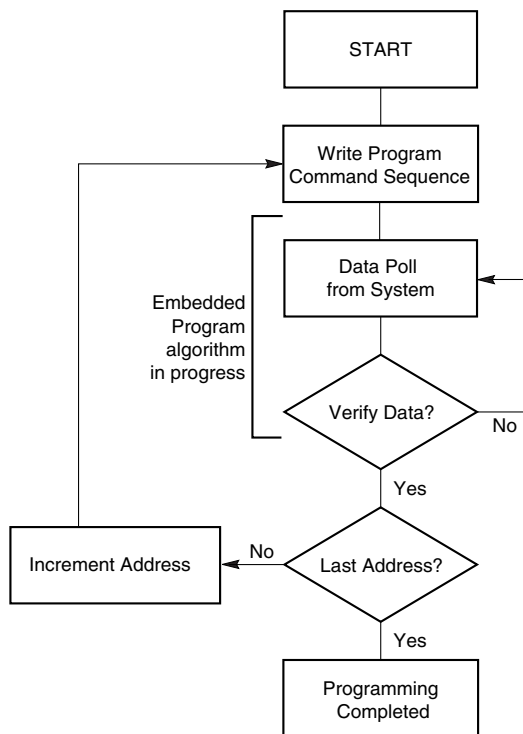 START
Write Program
Command Sequence
Data Poll
from System
Embedded
Program
algorithm
in progress
Verify Data?
No
Yes
Last Address?
No
Increment Address
Yes
Programming
Completed